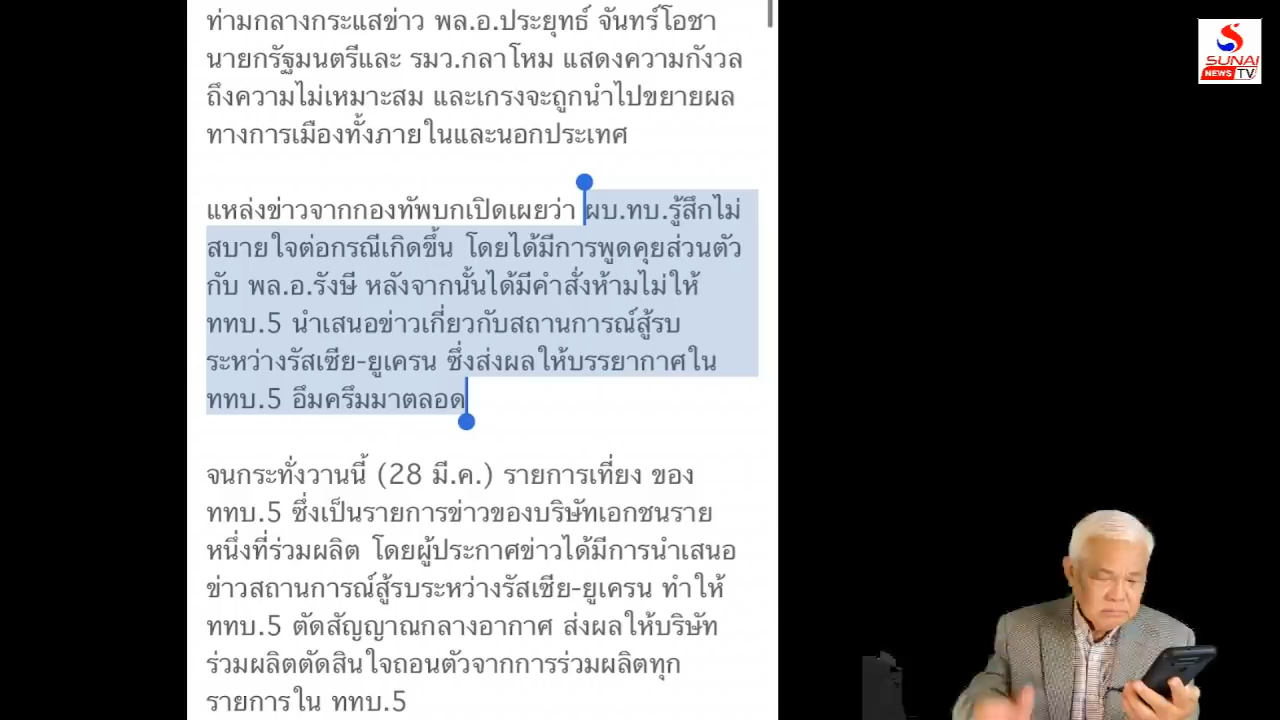 ท่ามกลางกระแสข่าว พล.อ.ประยุทธ์ จันทร์โอชา
นายกรัฐมนตรีและ รมว.กลาโหม แสดงความกังวล
ถึงความไม่เหมาะสม และเกรงจะถูกนำไปขยายผล
ทางการเมืองทั้งภายในและนอกประเทศ
แหล่งข่าวจากกองทัพบกเปิดเผยว่า ผบ.ทบ.รู้สึกไม่
สบายใจต่อกรณีเกิดขึ้น โดยได้มีการพูดคุยส่วนตัว
กับ พล.อ.รังษี หลังจากนั้นได้มีคำสั่งห้ามไม่ให้
ททบ.5 นำเสนอข่าวเกี่ยวกับสถานการณ์สู้รบ
ระหว่างรัสเซีย-ยูเครน ซึ่งส่งผลให้บรรยากาศใน
ททบ.5 อึมครึมมาตลอด
จนกระทั่งวานนี้ (28 มี.ค.) รายการเที่ยง ของ
ททบ.5 ซึ่งเป็นรายการข่าวของบริษัทเอกชนราย
หนึ่งที่ร่วมผลิต โดยผู้ประกาศข่าวได้มีการนำเสนอ
ข่าวสถานการณ์สู้รบระหว่างรัสเซีย-ยูเครน ทำให้
ททบ.5 ตัดสัญญาณกลางอากาศ ส่งผลให้บริษัท
ร่วมผลิตตัดสินใจถอนตัวจากการร่วมผลิตทุก
รายการใน ททบ.5
SUNAI
NEWS TV